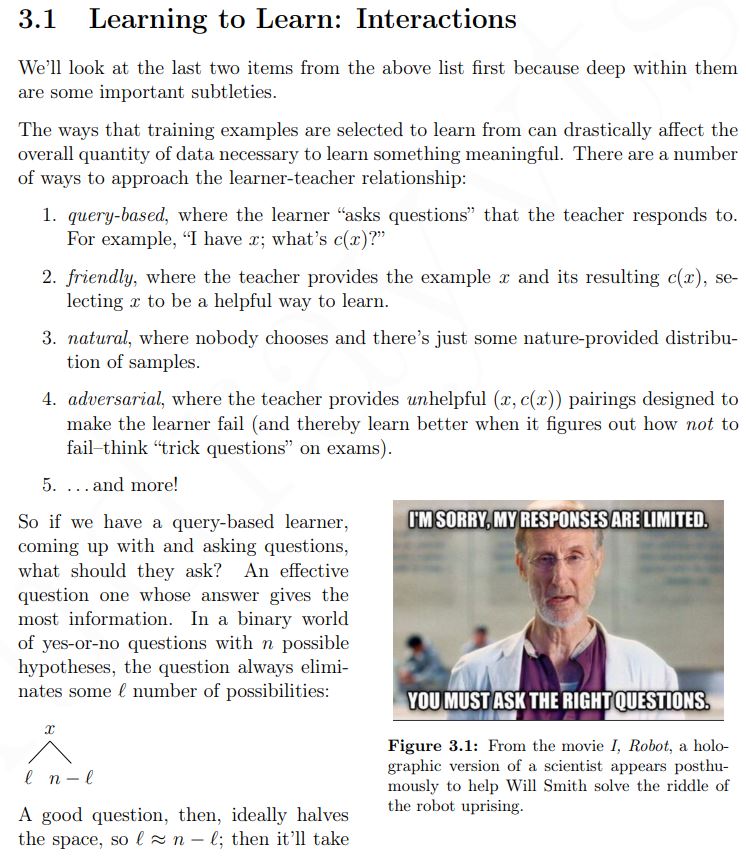 3.1 Learning to Learn: Interactions
We'll look at the last two items from the above list first because deep within them
are some important subtleties.
The ways that training examples are selected to learn from can drastically affect the
overall quantity of data necessary to learn something meaningful. There are a number
of ways to approach the learner-teacher relationship:
1. query-based, where the learner “asks questions” that the teacher responds to.
For example, “I have x; what's c(x)?”
2. friendly, where the teacher provides the example x and its resulting c(x), se-
lecting x to be a helpful way to learn.
3. natural, where nobody chooses and there's just some nature-provided distribu-
tion of samples.
4. adversarial, where the teacher provides unhelpful (x, c(x)) pairings designed to
make the learner fail (and thereby learn better when it figures out how not to
fail–think “trick questions” on exams).
5. ...and more!
So if we have a query-based learner,
coming up with and asking questions,
what should they ask? An effective
question one whose answer gives the
most information. In a binary world
of yes-or-no questions with n possible
hypotheses, the question always elimi-
nates some ℓ number of possibilities:
x
ℓ n − ℓ
A good question, then, ideally halves
the space, so ℓ ≈ n − ℓ; then it'll take
I'M SORRY, MY RESPONSES ARE LIMITED.
YOU MUST ASK THE RIGHT QUESTIONS.
Figure 3.1: From the movie I, Robot, a holo-
graphic version of a scientist appears posthu-
mously to help Will Smith solve the riddle of
the robot uprising.